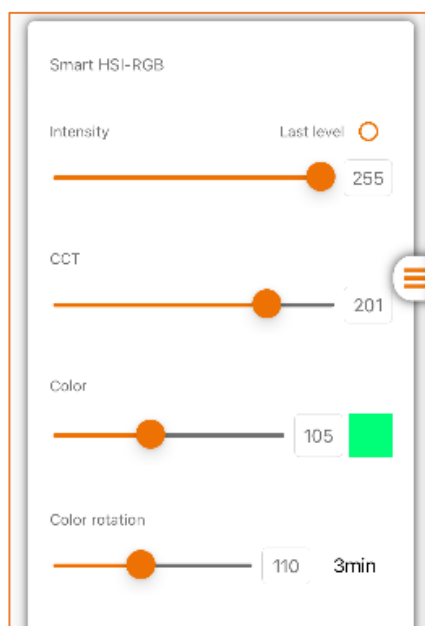 Smart HSI-RGB
Intensity Last level
255
CCT
201
Color
105
Color rotation
110 3min